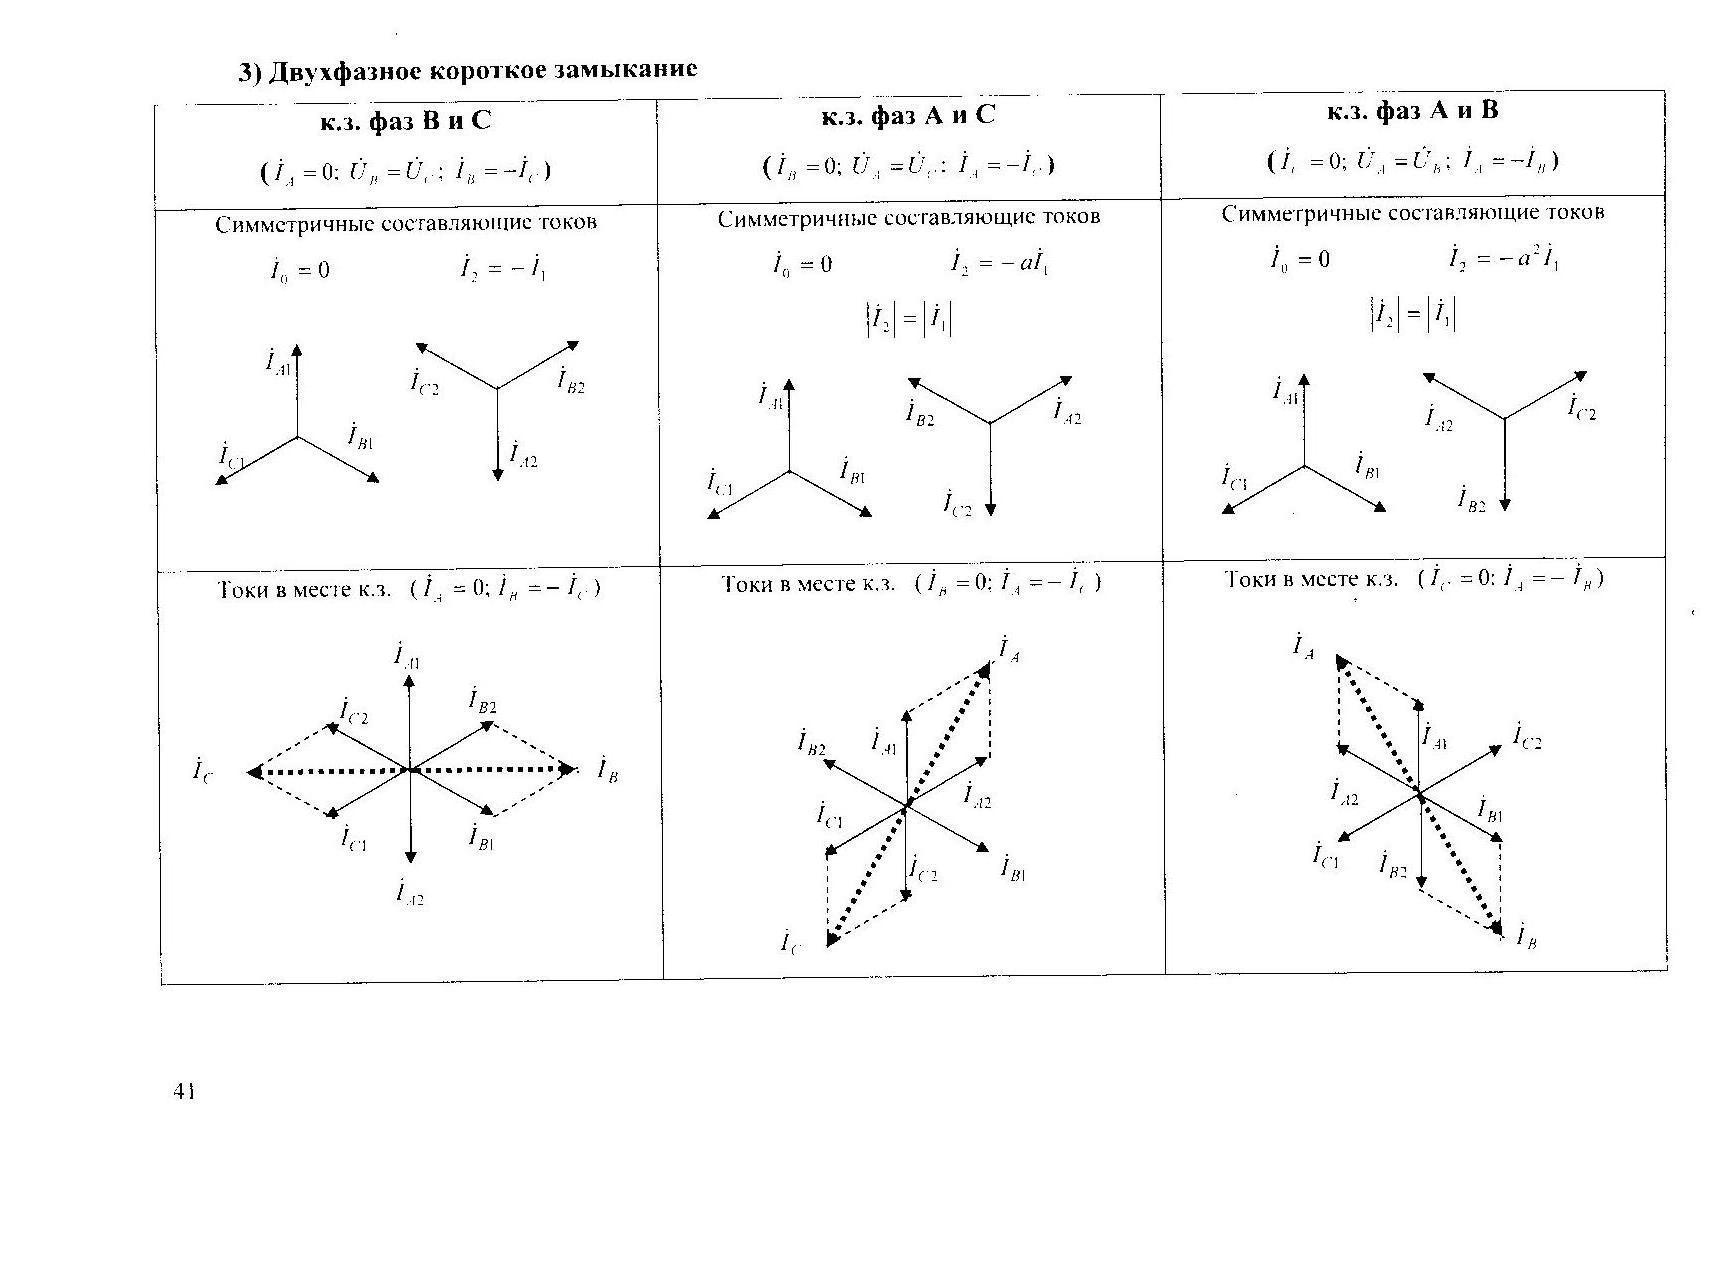 3) Двухфазное короткое замыкание
к.з. фаз В и С
(İ_A = 0; U̇_B = U̇_C; İ_B = −İ_C)
Симметричные составляющие токов
İ_0 = 0 İ_2 = − İ_1
İ_A1
İ_C2 İ_B2
İ_C1 İ_B1 İ_A2
Токи в месте к.з. (İ_A = 0; İ_B = − İ_C)
İ_A1
İ_C2 İ_B2
İ_C İ_B
İ_C1 İ_B1
İ_A2
к.з. фаз А и С
(İ_B = 0; U̇_A = U̇_C: İ_A = −İ_C)
Симметричные составляющие токов
İ_0 = 0 İ_2 = − aİ_1
|İ_2| = |İ_1|
İ_A1 İ_B2 İ_A2
İ_C1 İ_B1 İ_C2
Токи в месте к.з. (İ_B = 0; İ_A = − İ_C)
İ_A
İ_B2 İ_A1
İ_A2
İ_C1
İ_C2 İ_B1
İ_C
к.з. фаз А и В
(İ_C = 0; U̇_A = U̇_B; İ_A = −İ_B)
Симметричные составляющие токов
İ_0 = 0 İ_2 = − a²İ_1
|İ_2| = |İ_1|
İ_A1 İ_A2 İ_C2
İ_C1 İ_B1 İ_B2
Токи в месте к.з. (İ_C = 0: İ_A = − İ_B)
İ_A
İ_A1 İ_C2
İ_A2 İ_B1
İ_C1 İ_B2
İ_B
41